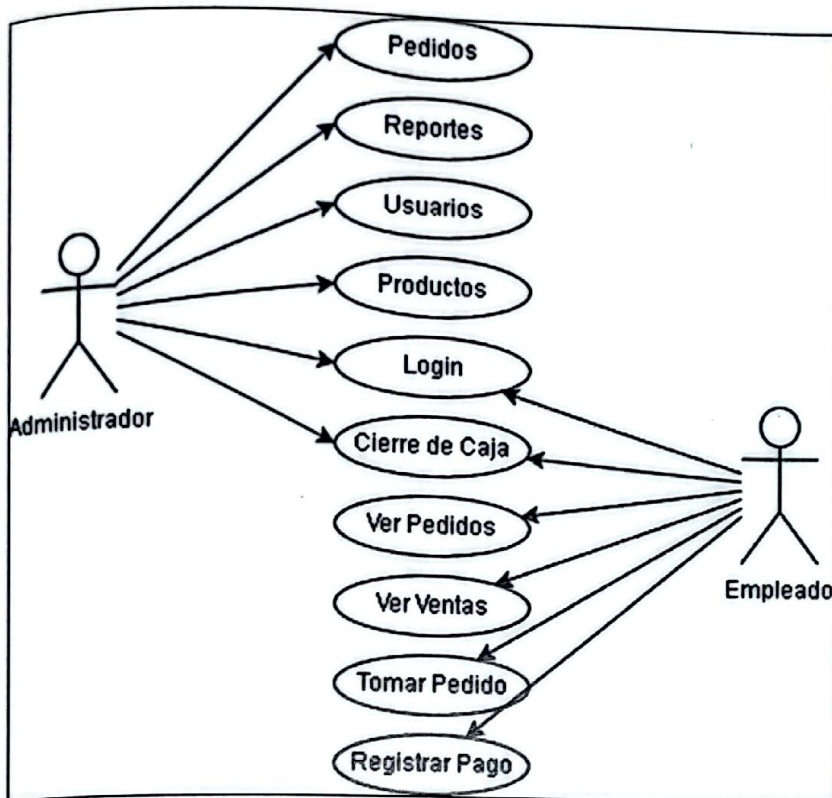 Pedidos
Reportes
Usuarios
Productos
Login
Administrador
Cierre de Caja
Ver Pedidos
Ver Ventas
Empleado
Tomar Pedido
Registrar Pago